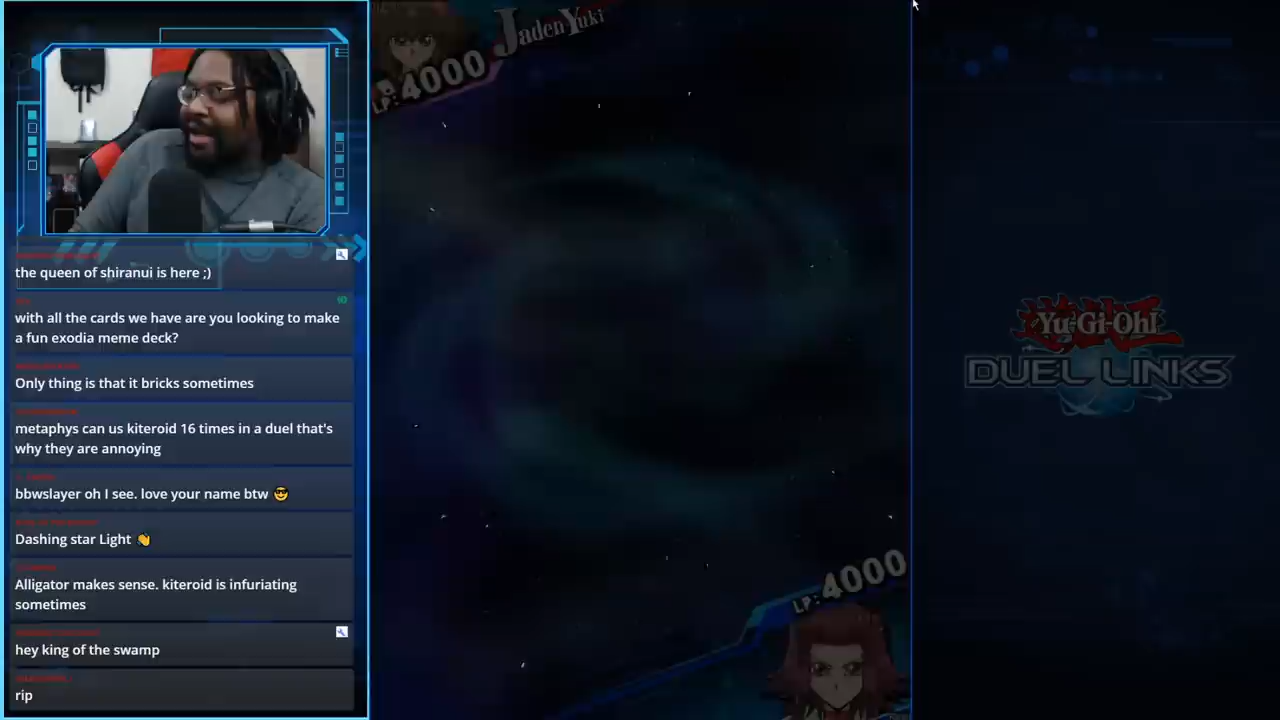 Jaden Yuki
LP: 4000
the queen of shiranui is here ;)
with all the cards we have are you looking to make
a fun exodia meme deck?
Only thing is that it bricks sometimes
metaphys can us kiteroid 16 times in a duel that's
why they are annoying
bbwslayer oh I see. love your name btw 😎
Dashing star Light 👏
Alligator makes sense. kiteroid is infuriating
sometimes
hey king of the swamp
rip
LP: 4000
Yu-Gi-Oh!
DUEL LINKS